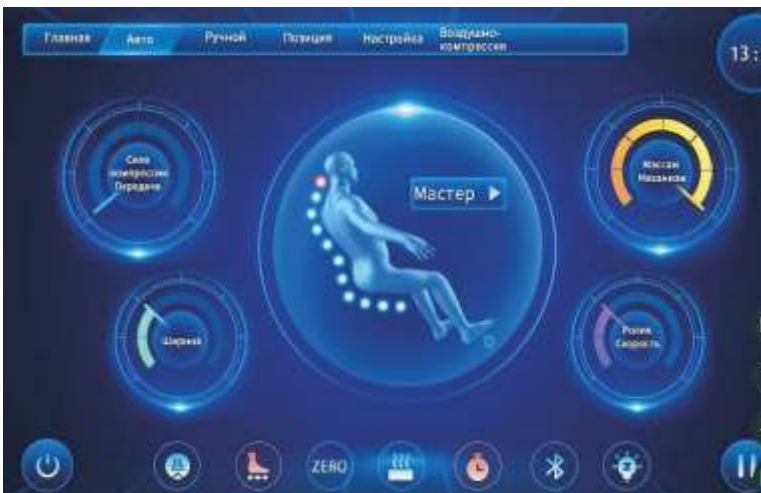 Главная Авто Ручной Позиция Настройка Воздушно-
компрессия
13:
Сила
компрессии
Передача
Мастер
Массаж
Механизм
Ширина
Ролик
Скорость
ZERO